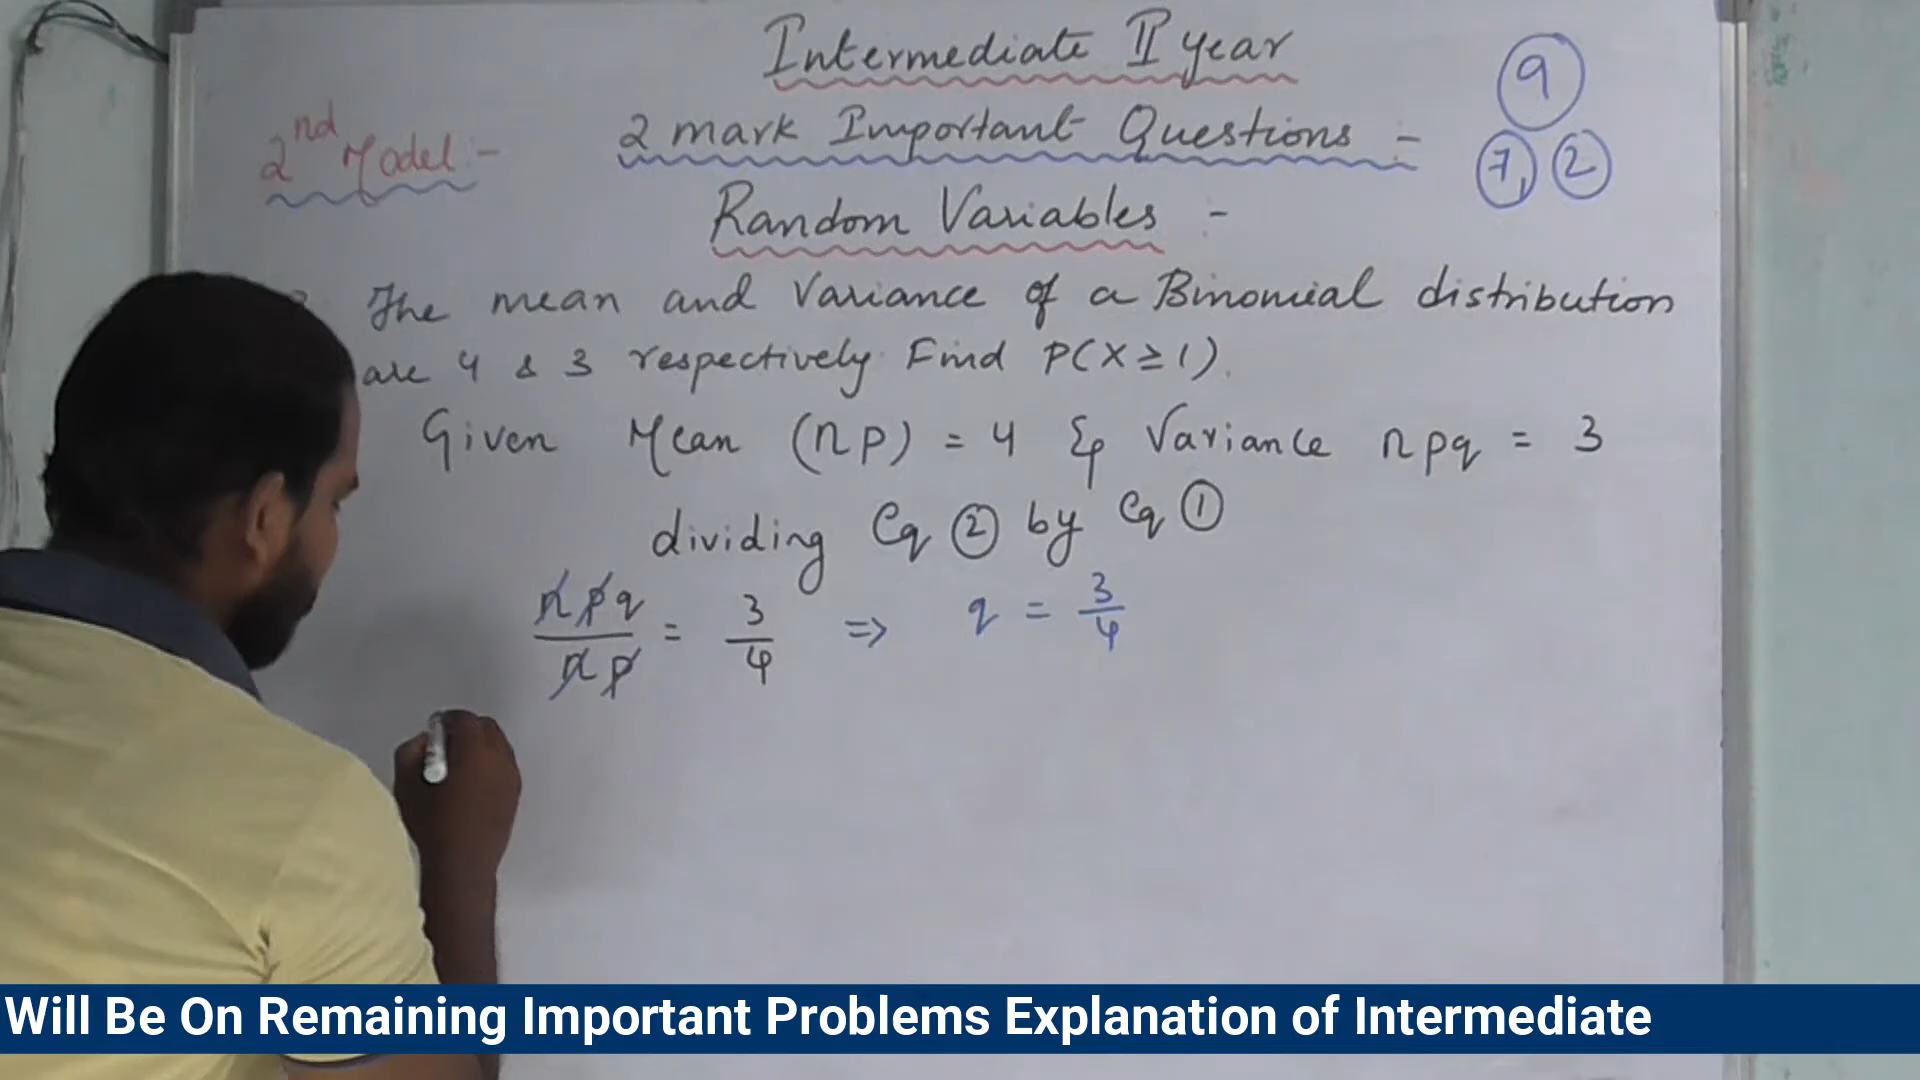 Intermediate II year
9
2nd Model :-
2 mark Important Questions :-
7, 2
Random Variables :-
The mean and Variance of a Binomial distribution
are 4 & 3 respectively Find P(X ≥ 1).
Given Mean (np) = 4 & Variance npq = 3
dividing Eq ② by Eq ①
npq/np = 3/4 => q = 3/4
Will Be On Remaining Important Problems Explanation of Intermediate